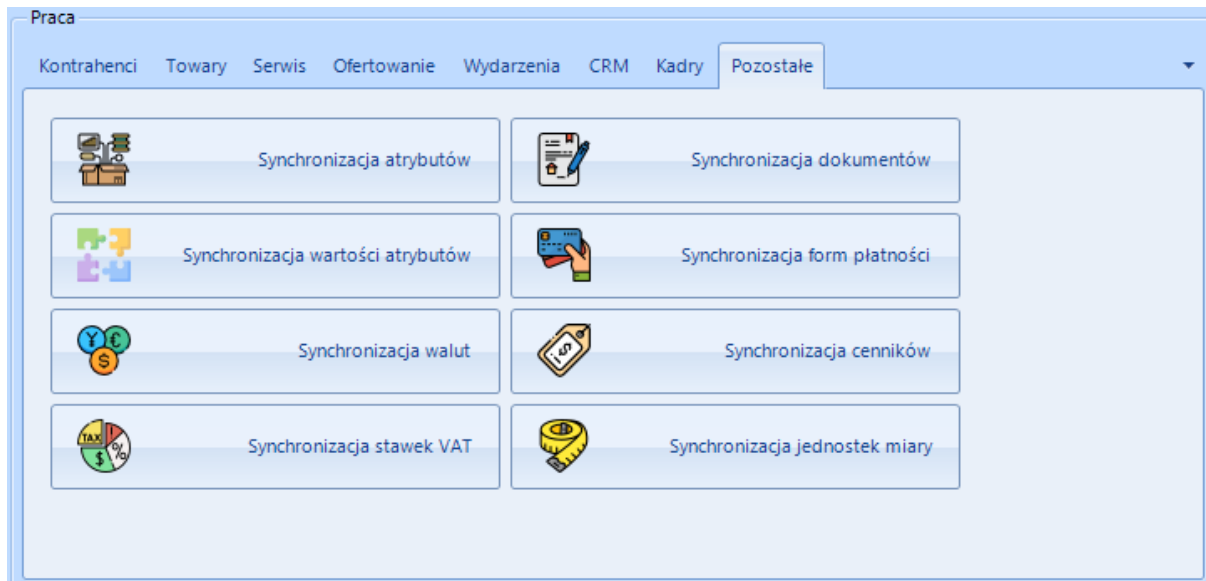 Praca
Kontrahenci Towary Serwis Ofertowanie Wydarzenia CRM Kadry Pozostałe
Synchronizacja atrybutów Synchronizacja dokumentów
Synchronizacja wartości atrybutów Synchronizacja form płatności
Synchronizacja walut Synchronizacja cenników
TAX Synchronizacja stawek VAT Synchronizacja jednostek miary